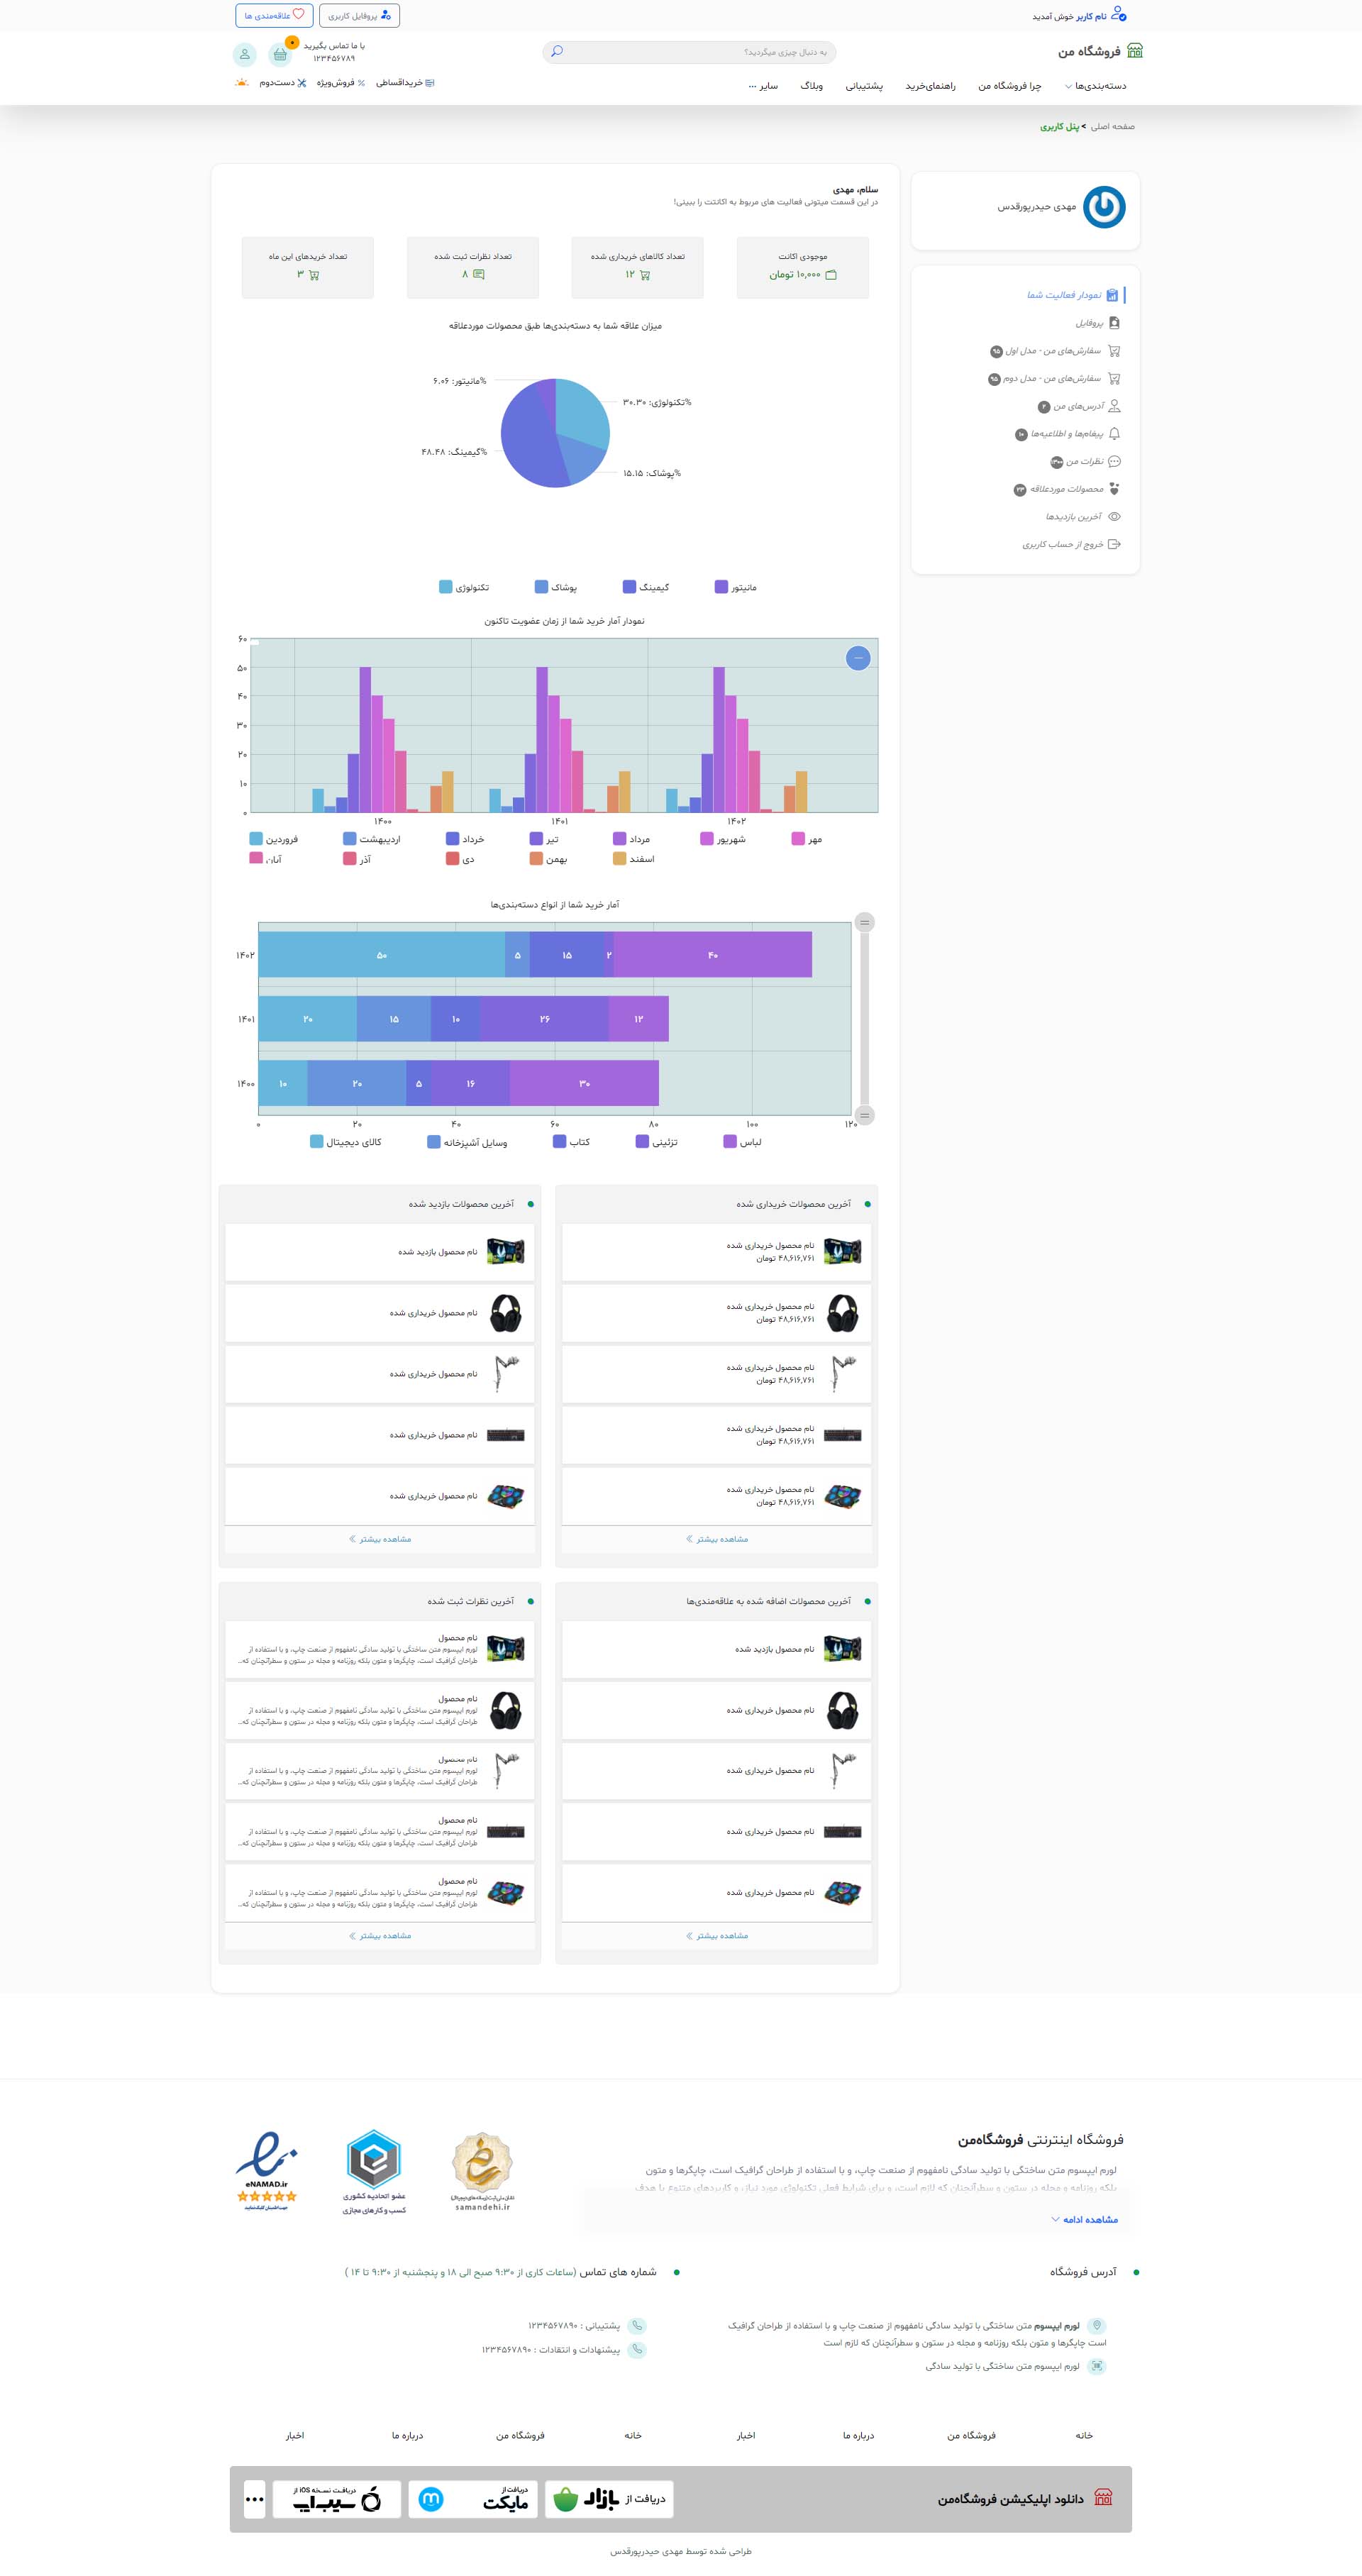 نام کاربر خوش آمدید
پروفایل کاربری
علاقه‌مندی ها
فروشگاه من
به دنبال چیزی میگردید؟
با ما تماس بگیرید
۱۲۳۴۵۶۷۸۹
۰
دسته‌بندی‌ها
چرا فروشگاه من
راهنمای‌خرید
پشتیبانی
وبلاگ
سایر ...
خریداقساطی
فروش‌ویژه
دست‌دوم
صفحه اصلی > پنل کاربری
مهدی حیدرپورقدس
نمودار فعالیت شما
پروفایل
سفارش‌های من - مدل اول ۹۵
سفارش‌های من - مدل دوم ۹۵
آدرس‌های من ۲
پیغام‌ها و اطلاعیه‌ها ۱۰
نظرات من ۱۳۰۰
محصولات موردعلاقه ۲۳
آخرین بازدیدها
خروج از حساب کاربری
سلام، مهدی
در این قسمت میتونی فعالیت های مربوط به اکانتت را ببینی!
موجودی اکانت
۱۰,۰۰۰ تومان
تعداد کالاهای خریداری شده
۱۲
تعداد نظرات ثبت شده
۸
تعداد خریدهای این ماه
۳
میزان علاقه شما به دسته‌بندی‌ها طبق محصولات موردعلاقه
%مانیتور: ۶.۰۶
%تکنولوژی: ۳۰.۳۰
%گیمینگ: ۴۸.۴۸
%پوشاک: ۱۵.۱۵
تکنولوژی
پوشاک
گیمینگ
مانیتور
نمودار آمار خرید شما از زمان عضویت تاکنون
۶۰
۵۰
۴۰
۳۰
۲۰
۱۰
۰
۱۴۰۰
۱۴۰۱
۱۴۰۲
فروردین
اردیبهشت
خرداد
تیر
مرداد
شهریور
مهر
آبان
آذر
دی
بهمن
اسفند
آمار خرید شما از انواع دسته‌بندی‌ها
۱۴۰۲
۵۰
۵
۱۵
۲
۴۰
۱۴۰۱
۲۰
۱۵
۱۰
۲۶
۱۲
۱۴۰۰
۱۰
۲۰
۵
۱۶
۳۰
۰
۲۰
۴۰
۶۰
۸۰
۱۰۰
۱۲۰
کالای دیجیتال
وسایل آشپزخانه
کتاب
تزئینی
لباس
آخرین محصولات خریداری شده
نام محصول خریداری شده
۴۸,۶۱۶,۷۶۱ تومان
نام محصول خریداری شده
۴۸,۶۱۶,۷۶۱ تومان
نام محصول خریداری شده
۴۸,۶۱۶,۷۶۱ تومان
نام محصول خریداری شده
۴۸,۶۱۶,۷۶۱ تومان
نام محصول خریداری شده
۴۸,۶۱۶,۷۶۱ تومان
مشاهده بیشتر
آخرین محصولات بازدید شده
نام محصول بازدید شده
نام محصول خریداری شده
نام محصول خریداری شده
نام محصول خریداری شده
نام محصول خریداری شده
مشاهده بیشتر
آخرین محصولات اضافه شده به علاقه‌مندی‌ها
نام محصول بازدید شده
نام محصول خریداری شده
نام محصول خریداری شده
نام محصول خریداری شده
نام محصول خریداری شده
مشاهده بیشتر
آخرین نظرات ثبت شده
نام محصول
لورم ایپسوم متن ساختگی با تولید سادگی نامفهوم از صنعت چاپ، و با استفاده از
طراحان گرافیک است، چاپگرها و متون بلکه روزنامه و مجله در ستون و سطرآنچنان که...
نام محصول
لورم ایپسوم متن ساختگی با تولید سادگی نامفهوم از صنعت چاپ، و با استفاده از
طراحان گرافیک است، چاپگرها و متون بلکه روزنامه و مجله در ستون و سطرآنچنان که...
نام محصول
لورم ایپسوم متن ساختگی با تولید سادگی نامفهوم از صنعت چاپ، و با استفاده از
طراحان گرافیک است، چاپگرها و متون بلکه روزنامه و مجله در ستون و سطرآنچنان که...
نام محصول
لورم ایپسوم متن ساختگی با تولید سادگی نامفهوم از صنعت چاپ، و با استفاده از
طراحان گرافیک است، چاپگرها و متون بلکه روزنامه و مجله در ستون و سطرآنچنان که...
نام محصول
لورم ایپسوم متن ساختگی با تولید سادگی نامفهوم از صنعت چاپ، و با استفاده از
طراحان گرافیک است، چاپگرها و متون بلکه روزنامه و مجله در ستون و سطرآنچنان که...
مشاهده بیشتر
فروشگاه اینترنتی فروشگاه‌من
لورم ایپسوم متن ساختگی با تولید سادگی نامفهوم از صنعت چاپ، و با استفاده از طراحان گرافیک است، چاپگرها و متون
بلکه روزنامه و مجله در ستون و سطرآنچنان که لازم است، و برای شرایط فعلی تکنولوژی مورد نیاز، و کاربردهای متنوع با هدف
مشاهده ادامه
samandehi.ir
عضو اتحادیه کشوری
کسب و کارهای مجازی
eNAMAD.ir
آدرس فروشگاه
لورم ایپسوم متن ساختگی با تولید سادگی نامفهوم از صنعت چاپ و با استفاده از طراحان گرافیک
است چاپگرها و متون بلکه روزنامه و مجله در ستون و سطرآنچنان که لازم است
لورم ایپسوم متن ساختگی با تولید سادگی
شماره های تماس (ساعات کاری از ۹:۳۰ صبح الی ۱۸ و پنجشنبه از ۹:۳۰ تا ۱۴ )
پشتیبانی : ۱۲۳۴۵۶۷۸۹۰
پیشنهادات و انتقادات : ۱۲۳۴۵۶۷۸۹۰
خانه
فروشگاه من
درباره ما
اخبار
خانه
فروشگاه من
درباره ما
اخبار
دانلود اپلیکیشن فروشگاه‌من
دریافت از بازار
دریافت از
مایکت
دریافت نسخه iOS از
سیب‌اپ
...
طراحی شده توسط مهدی حیدرپورقدس